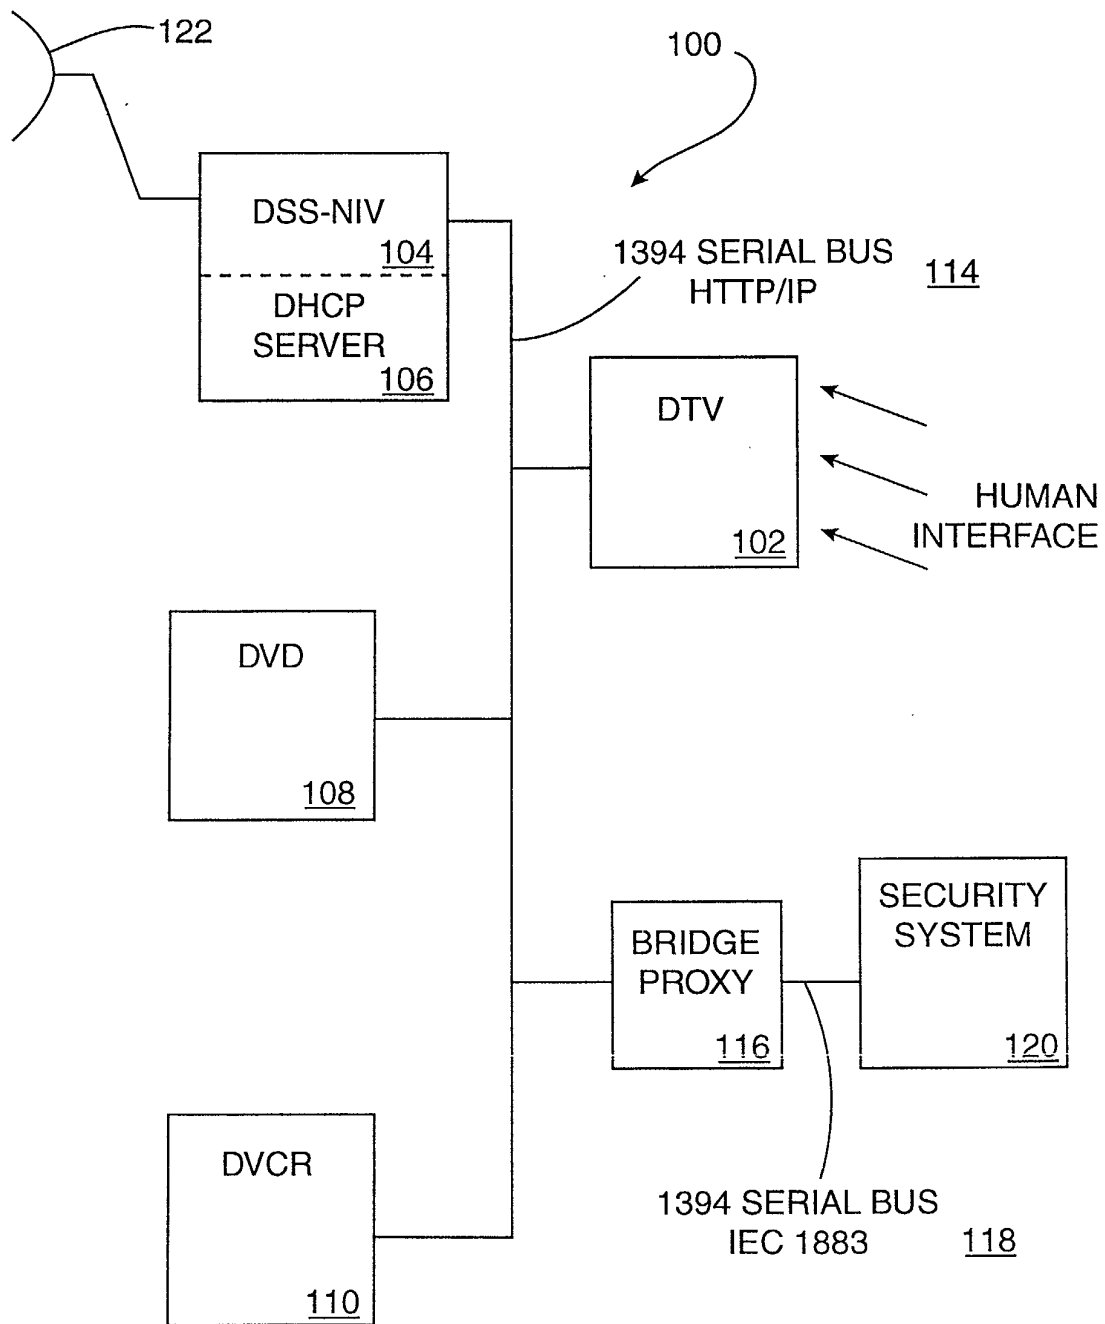 122
100
DSS-NIV
104
DHCP
SERVER
106
1394 SERIAL BUS
HTTP/IP
114
DTV
102
HUMAN
INTERFACE
DVD
108
BRIDGE
PROXY
116
SECURITY
SYSTEM
120
DVCR
110
1394 SERIAL BUS
IEC 1883
118